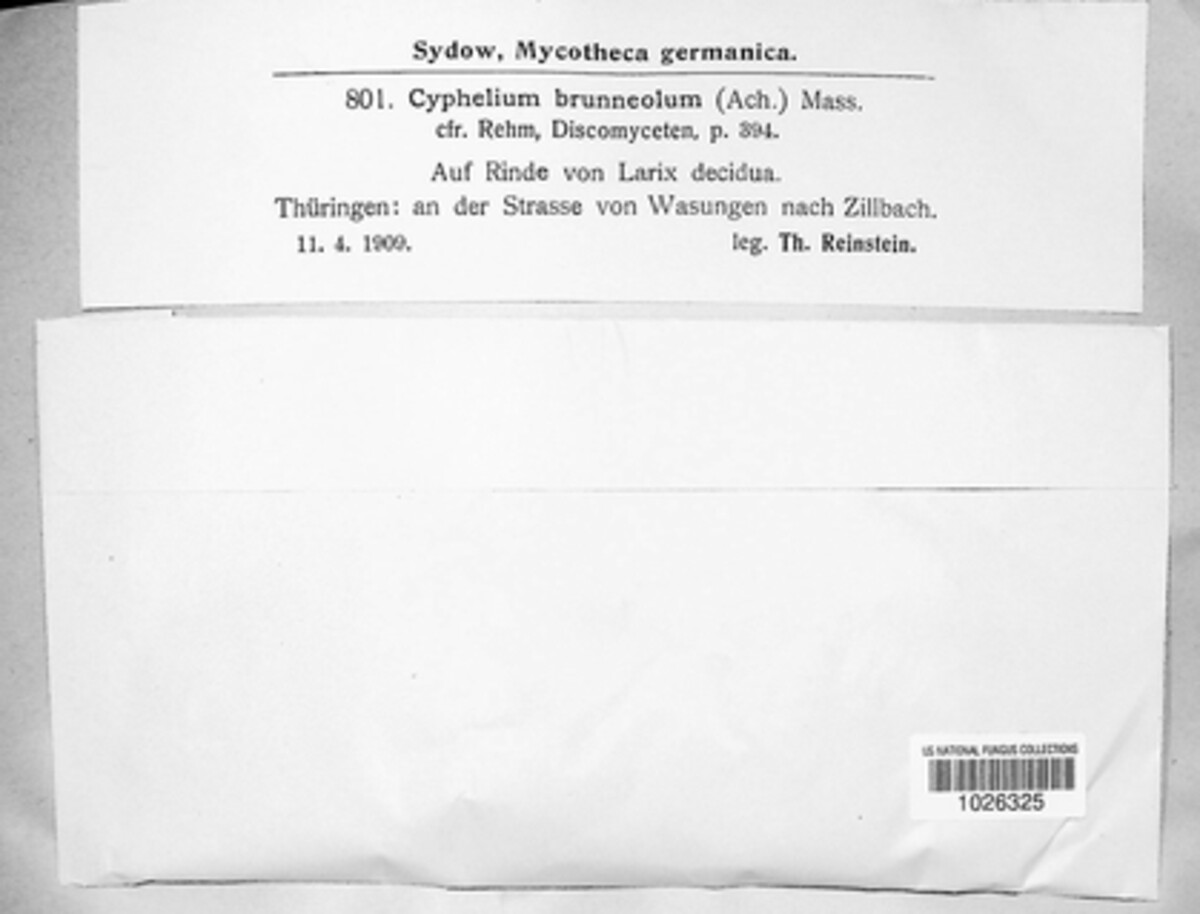 Sydow, Mycotheca germanica.
801. Cyphelium brunneolum (Ach.) Mass.
cfr. Rehm, Discomyceten, p. 394.
Auf Rinde von Larix decidua.
Thüringen: an der Strasse von Wasungen nach Zillbach.
11. 4. 1909. leg. Th. Reinstein.
US NATIONAL FUNGUS COLLECTIONS
1026325